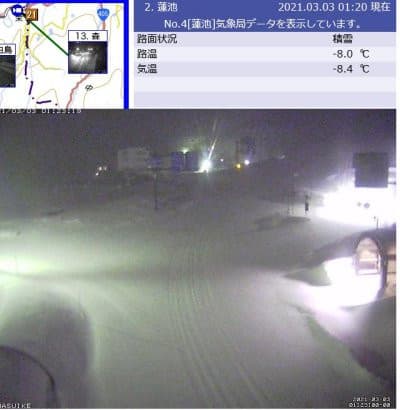 21
13. 森
405
2. 蓮池
2021.03.03 01:20 現在
No.4[蓮池]気象局データを表示しています。
路面状況 積雪
路温 -8.0 ℃
気温 -8.4 ℃
2021-03-03